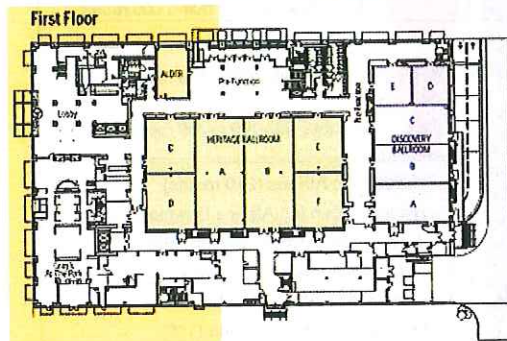 First Floor
ALDER
Pre-Function
Lobby
Pre-Function
E
D
C
HERITAGE BALLROOM
C
DISCOVERY
BALLROOM
A
B
B
D
F
A